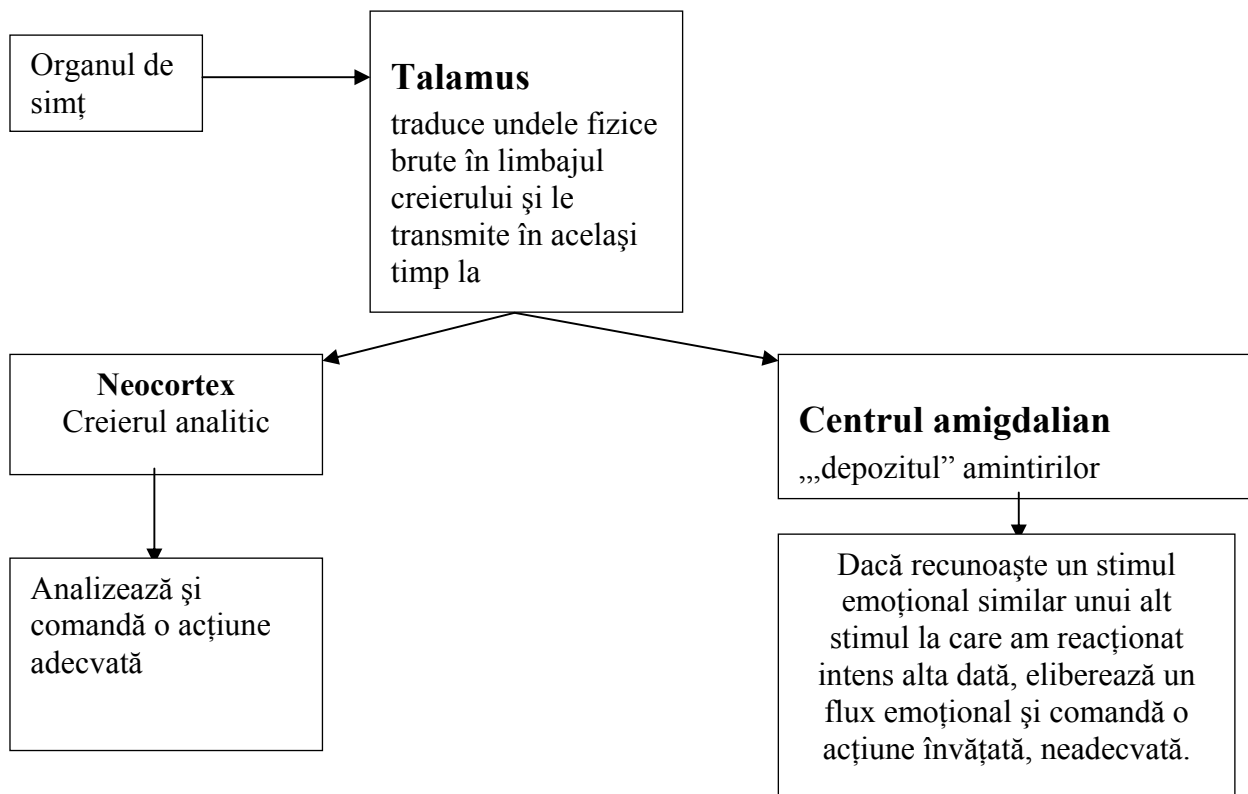 Organul de
simț
Talamus
traduce undele fizice
brute în limbajul
creierului şi le
transmite în acelaşi
timp la
Neocortex
Creierul analitic
Centrul amigdalian
„„depozitul” amintirilor
Analizează şi
comandă o acțiune
adecvată
Dacă recunoaşte un stimul
emoțional similar unui alt
stimul la care am reacționat
intens alta dată, eliberează un
flux emoțional şi comandă o
acțiune învățată, neadecvată.